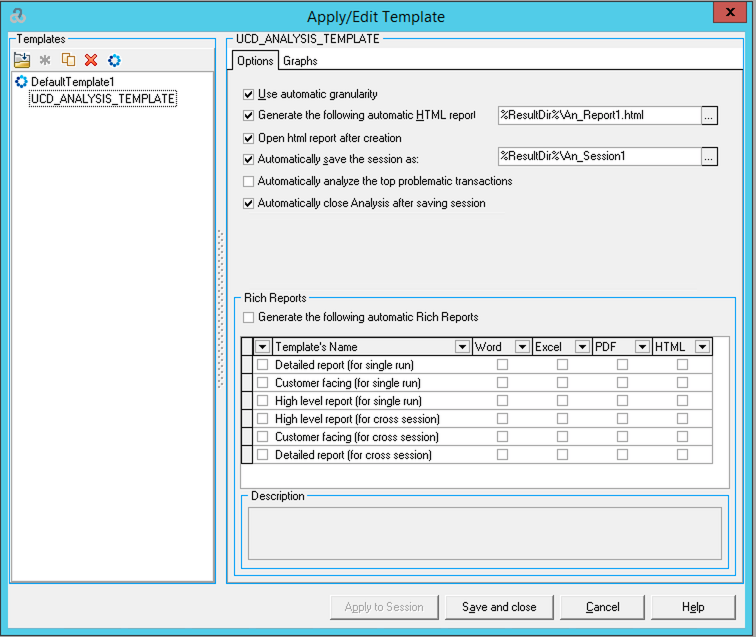 Apply/Edit Template
x
Templates
DefaultTemplate1
UCD_ANALYSIS_TEMPLATE
UCD_ANALYSIS_TEMPLATE
Options Graphs
Use automatic granularity
Generate the following automatic HTML report %ResultDir%\An_Report1.html ...
Open html report after creation
Automatically save the session as: %ResultDir%\An_Session1 ...
Automatically analyze the top problematic transactions
Automatically close Analysis after saving session
Rich Reports
Generate the following automatic Rich Reports
Template's Name Word Excel PDF HTML
Detailed report (for single run)
Customer facing (for single run)
High level report (for single run)
High level report (for cross session)
Customer facing (for cross session)
Detailed report (for cross session)
Description
Apply to Session Save and close Cancel Help